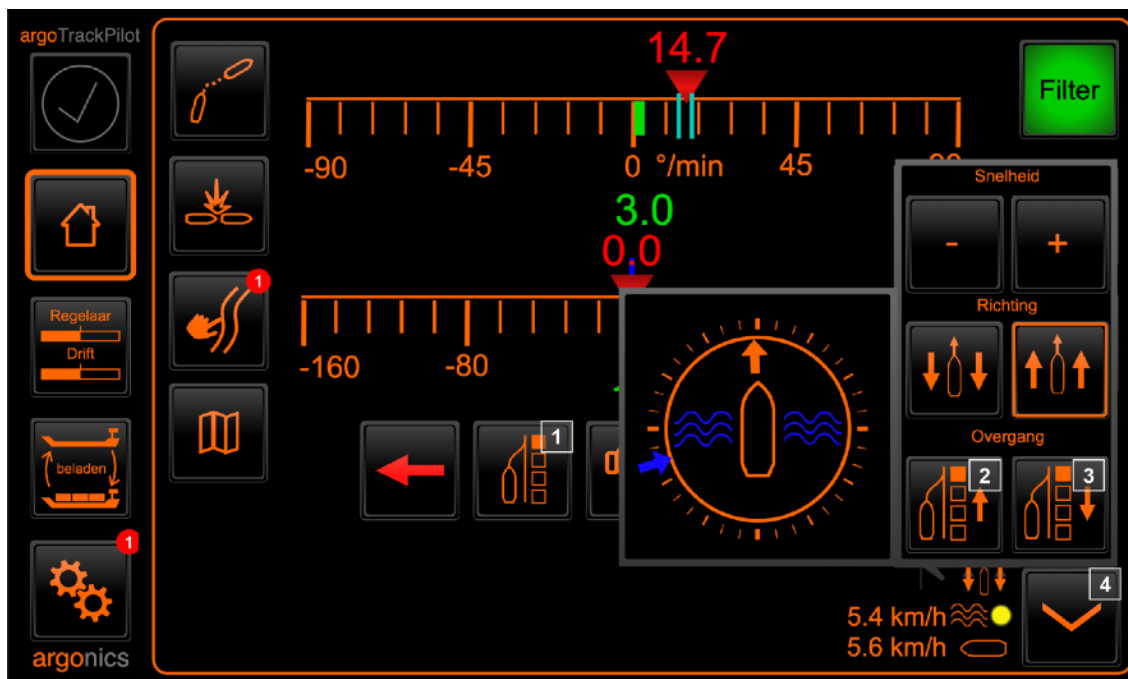 argoTrackPilot
14.7
Filter
-90 -45 0 °/min 45
Snelheid
- +
3.0
0.0
1
Regelaar
Drift
Richting
-160 -80
Overgang
1
2 3
beladen
1
4
5.4 km/h
5.6 km/h
argonics